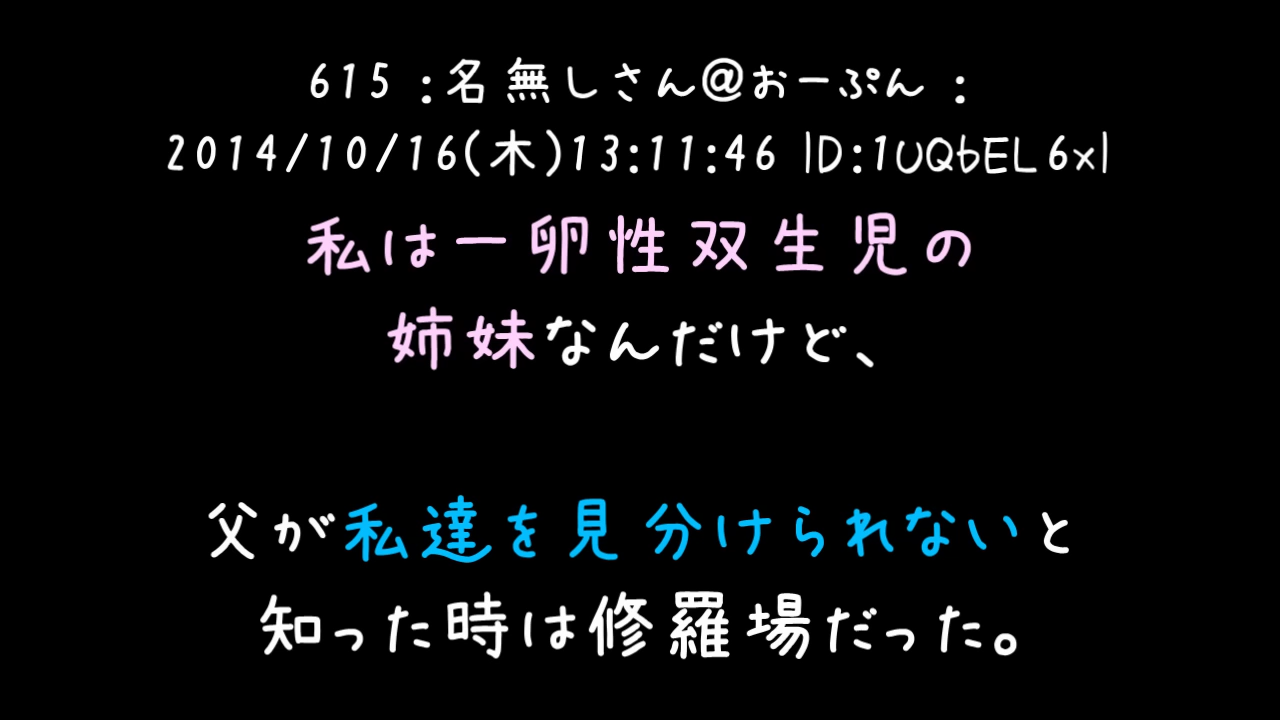 615 :名無しさん@おーぷん :
2014/10/16(木)13:11:46 ID:1UQbEL6xI
私は一卵性双生児の
姉妹なんだけど、
父が私達を見分けられないと
知った時は修羅場だった。